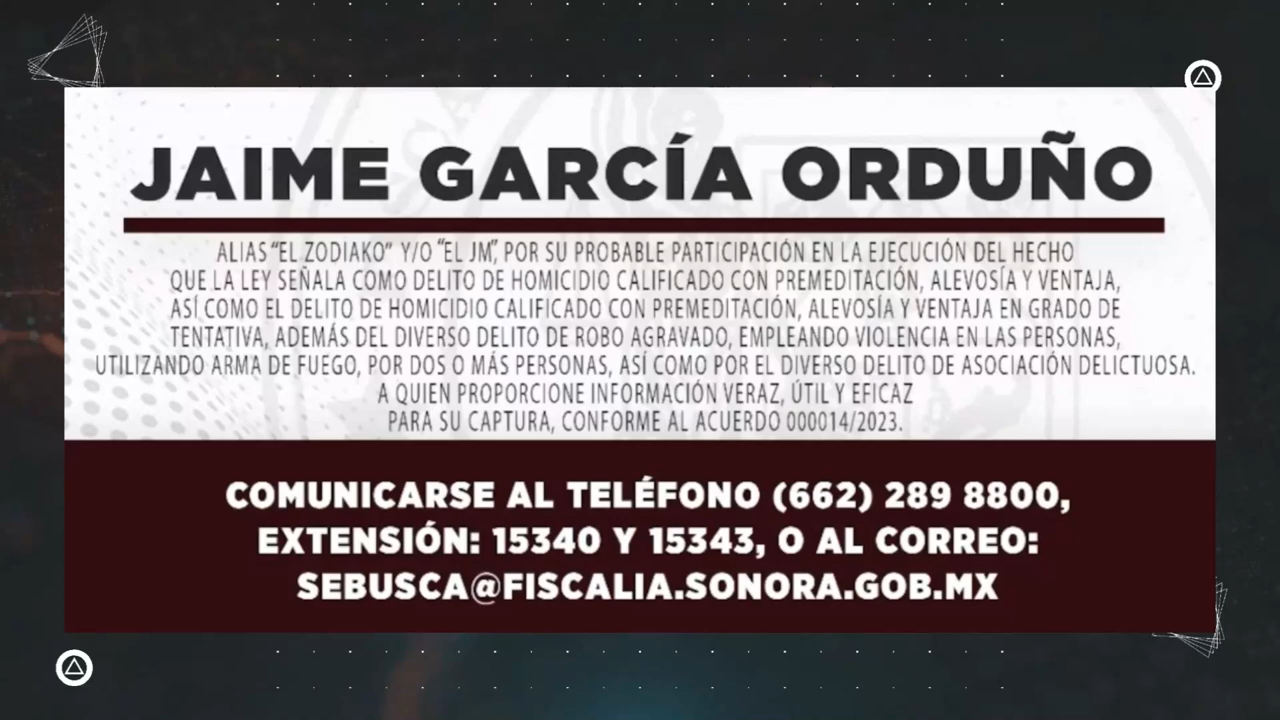 JAIME GARCÍA ORDUÑO
ALIAS "EL ZODIAKO" Y/O "EL JM", POR SU PROBABLE PARTICIPACIÓN EN LA EJECUCIÓN DEL HECHO
QUE LA LEY SEÑALA COMO DELITO DE HOMICIDIO CALIFICADO CON PREMEDITACIÓN, ALEVOSÍA Y VENTAJA,
ASÍ COMO EL DELITO DE HOMICIDIO CALIFICADO CON PREMEDITACIÓN, ALEVOSÍA Y VENTAJA EN GRADO DE
TENTATIVA, ADEMÁS DEL DIVERSO DELITO DE ROBO AGRAVADO, EMPLEANDO VIOLENCIA EN LAS PERSONAS,
UTILIZANDO ARMA DE FUEGO, POR DOS O MÁS PERSONAS, ASÍ COMO POR EL DIVERSO DELITO DE ASOCIACIÓN DELICTUOSA.
A QUIEN PROPORCIONE INFORMACIÓN VERAZ, ÚTIL Y EFICAZ
PARA SU CAPTURA, CONFORME AL ACUERDO 000014/2023.
COMUNICARSE AL TELÉFONO (662) 289 8800,
EXTENSIÓN: 15340 Y 15343, O AL CORREO:
SEBUSCA@FISCALIA.SONORA.GOB.MX